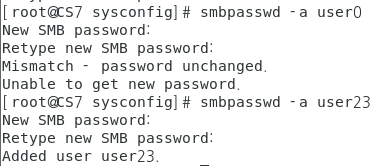 [root@CS7 sysconfig]# smbpasswd -a user0
New SMB password:
Retype new SMB password:
Mismatch - password unchanged.
Unable to get new password.
[root@CS7 sysconfig]# smbpasswd -a user23
New SMB password:
Retype new SMB password:
Added user user23.